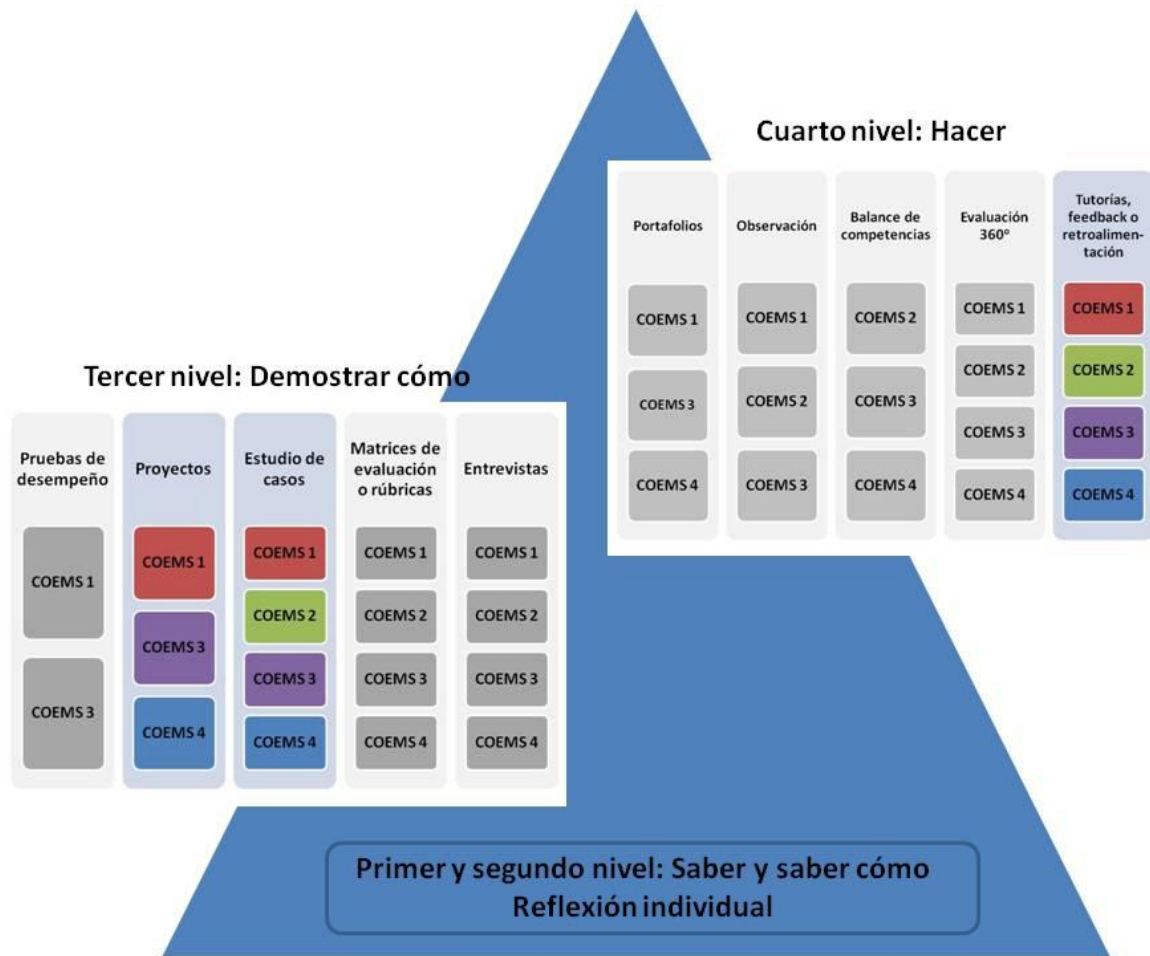 Cuarto nivel: Hacer
Portafolios
COEMS 1
COEMS 3
COEMS 4
Observación
COEMS 1
COEMS 2
COEMS 3
Balance de
competencias
COEMS 2
COEMS 3
COEMS 4
Evaluación
360º
COEMS 1
COEMS 2
COEMS 3
COEMS 4
Tutorías,
feedback o
retroalimen-
tación
COEMS 1
COEMS 2
COEMS 3
COEMS 4
Tercer nivel: Demostrar cómo
Pruebas de
desempeño
COEMS 1
COEMS 3
Proyectos
COEMS 1
COEMS 3
COEMS 4
Estudio de
casos
COEMS 1
COEMS 2
COEMS 3
COEMS 4
Matrices de
evaluación
o rúbricas
COEMS 1
COEMS 2
COEMS 3
COEMS 4
Entrevistas
COEMS 1
COEMS 2
COEMS 3
COEMS 4
Primer y segundo nivel: Saber y saber cómo
Reflexión individual